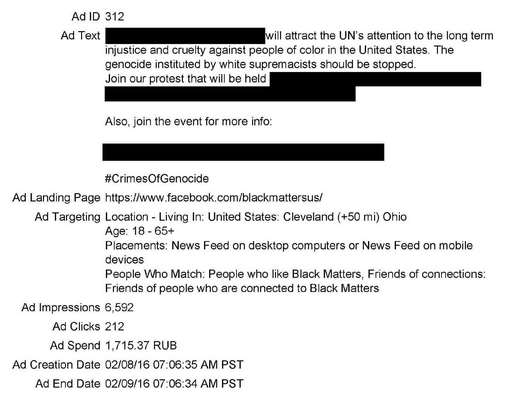 Ad ID 312
Ad Text will attract the UN's attention to the long term
injustice and cruelty against people of color in the United States. The
genocide instituted by white supremacists should be stopped.
Join our protest that will be held
Also, join the event for more info:
#CrimesOfGenocide
Ad Landing Page https://www.facebook.com/blackmattersus/
Ad Targeting Location - Living In: United States: Cleveland (+50 mi) Ohio
Age: 18 - 65+
Placements: News Feed on desktop computers or News Feed on mobile
devices
People Who Match: People who like Black Matters, Friends of connections:
Friends of people who are connected to Black Matters
Ad Impressions 6,592
Ad Clicks 212
Ad Spend 1,715.37 RUB
Ad Creation Date 02/08/16 07:06:35 AM PST
Ad End Date 02/09/16 07:06:34 AM PST